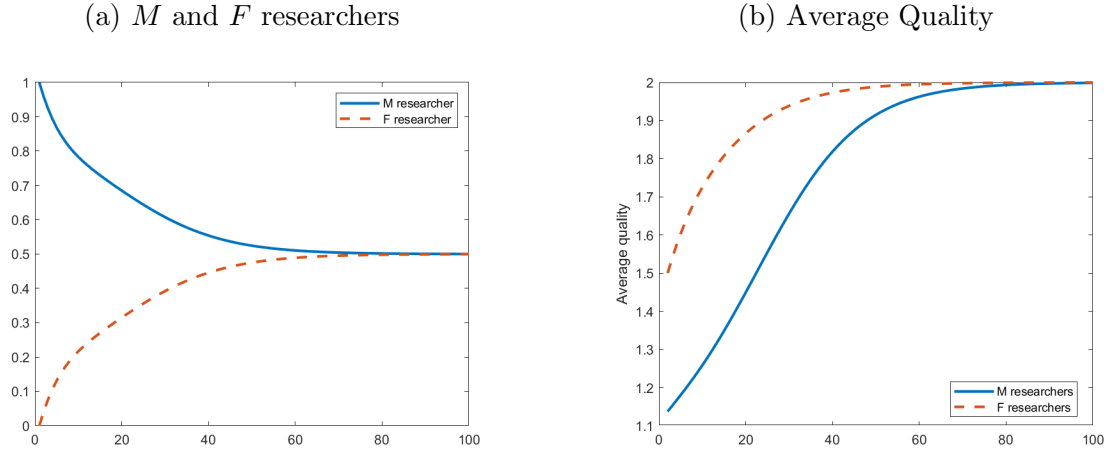 (a) M and F researchers
1
0.9
0.8
0.7
0.6
0.5
0.4
0.3
0.2
0.1
0
0 20 40 60 80 100
M researcher
F researcher
(b) Average Quality
Average quality
2
1.9
1.8
1.7
1.6
1.5
1.4
1.3
1.2
1.1
0 20 40 60 80 100
M researchers
F researchers